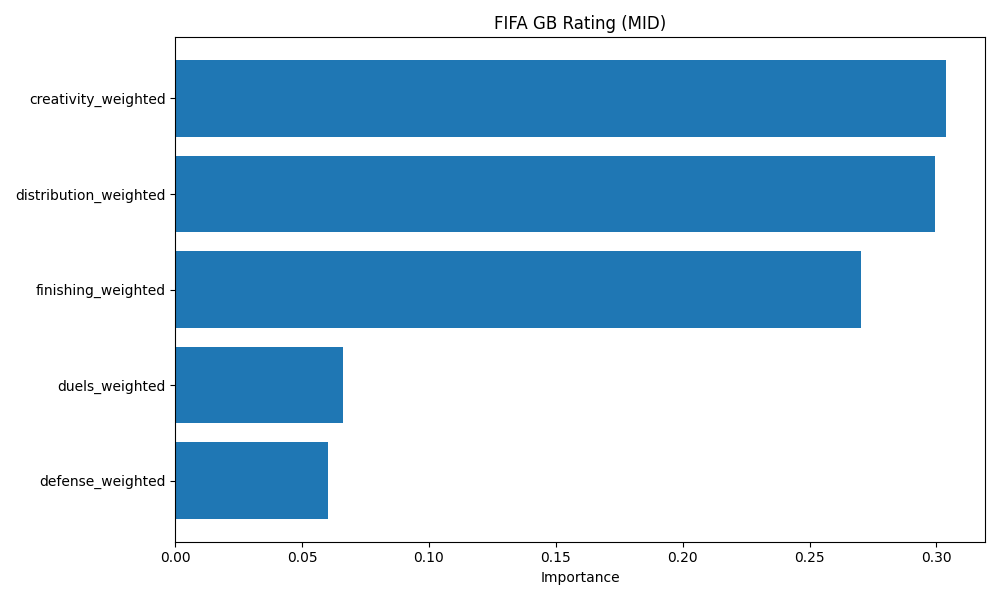 FIFA GB Rating (MID)
creativity_weighted
distribution_weighted
finishing_weighted
duels_weighted
defense_weighted
0.00 0.05 0.10 0.15 0.20 0.25 0.30
Importance